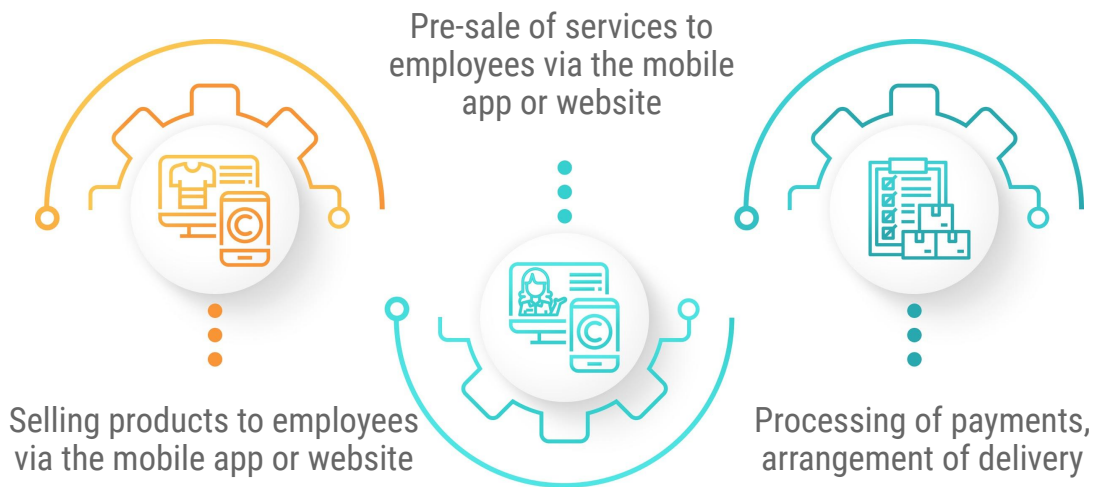 Pre-sale of services to
employees via the mobile
app or website
C
C
Selling products to employees
via the mobile app or website
Processing of payments,
arrangement of delivery